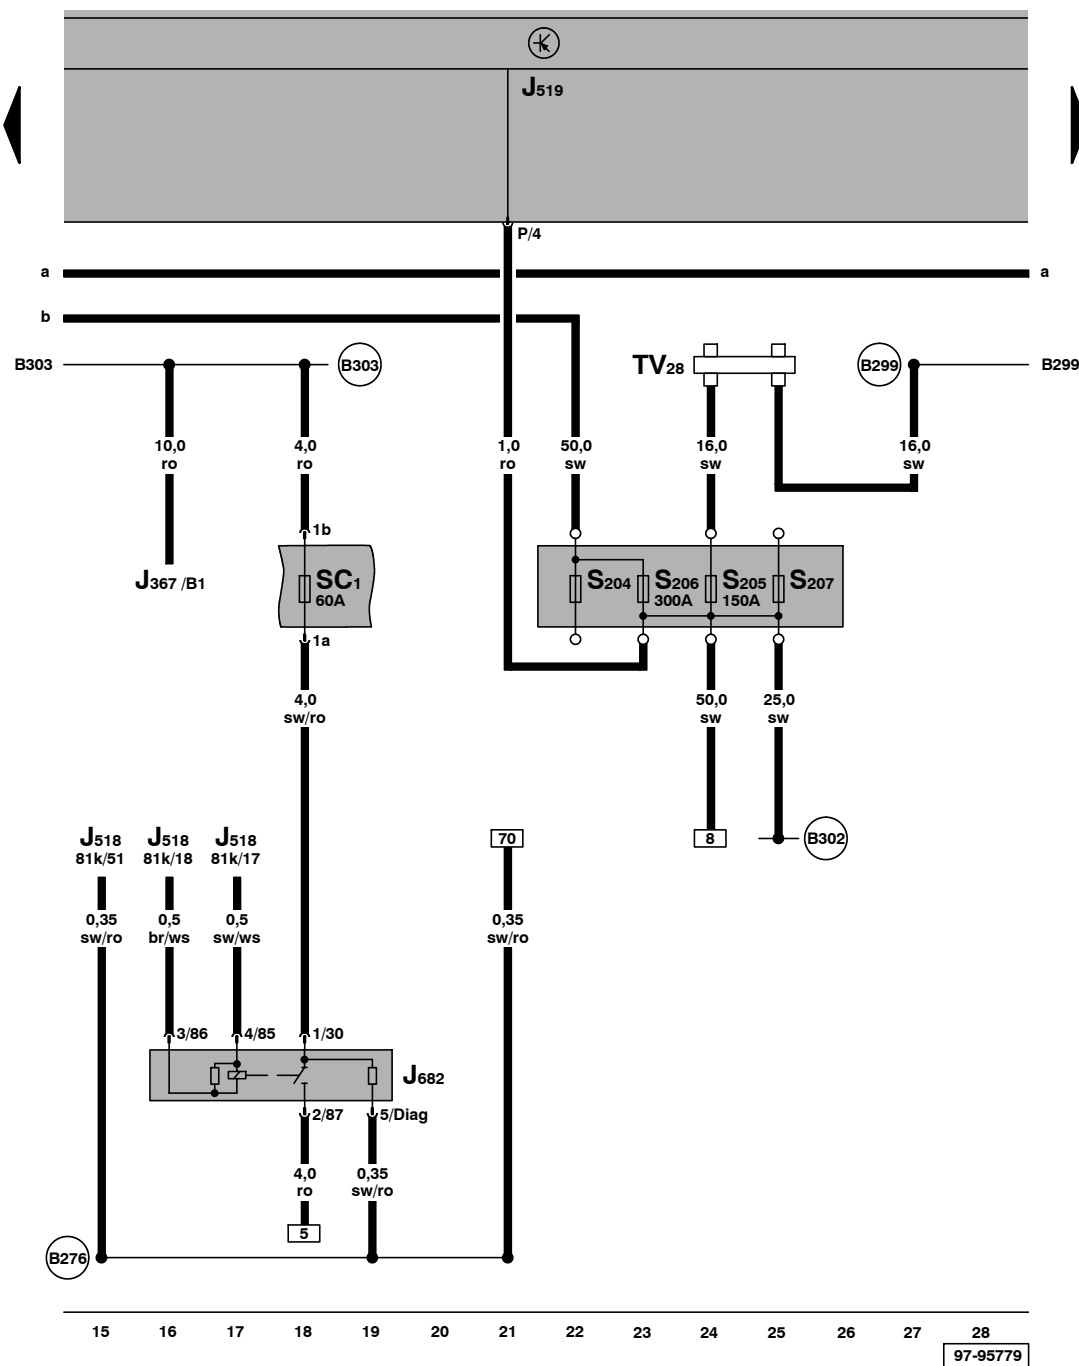 J519
P/4
a a
b
B303 B303 TV28 B299 B299
10,0 4,0 1,0 50,0 16,0 16,0
ro ro ro sw sw sw
1b
J367 /B1 SC1 S204 S206 S205 S207
60A 300A 150A
1a
4,0 50,0 25,0
sw/ro sw sw
J518 J518 J518 70 8 B302
81k/51 81k/18 81k/17
0,35 0,5 0,5 0,35
sw/ro br/ws sw/ws sw/ro
3/86 4/85 1/30
J682
2/87 5/Diag
4,0 0,35
ro sw/ro
5
B276
15 16 17 18 19 20 21 22 23 24 25 26 27 28
97-95779